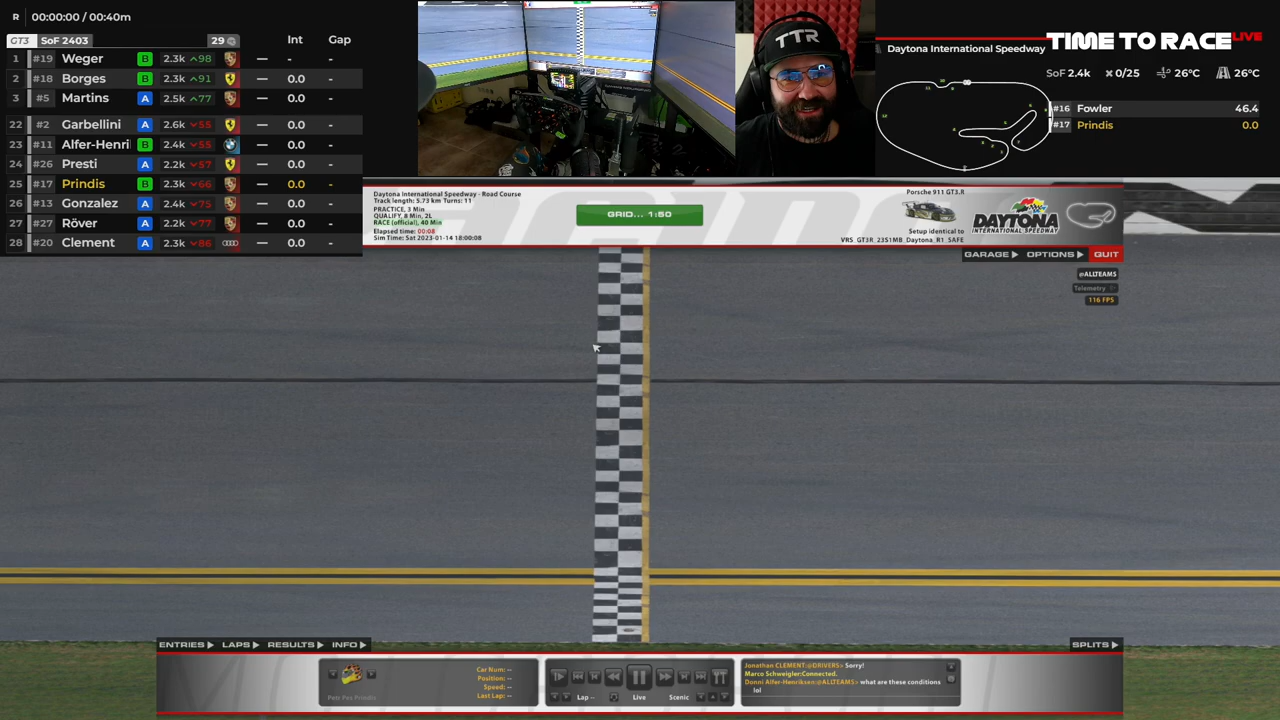 R 00:00:00 / 00:40m
GT3 SoF 2403 29 Int Gap
1 #19 Weger B 2.3k 98 — - -
2 #18 Borges B 2.3k 91 — 0.0 -
3 #5 Martins A 2.5k 77 — 0.0 -
22 #2 Garbellini A 2.6k 55 — 0.0 -
23 #11 Alfer-Henri B 2.4k 55 — 0.0 -
24 #26 Presti A 2.2k 57 — 0.0 -
25 #17 Prindis B 2.3k 66 — 0.0 -
26 #13 Gonzalez A 2.4k 75 — 0.0 -
27 #27 Röver A 2.2k 77 — 0.0 -
28 #20 Clement A 2.3k 86 — 0.0 -
TTR
Daytona International Speedway
TIME TO RACE LIVE
SoF 2.4k 0/25 26°C 26°C
#16 Fowler 46.4
#17 Prindis 0.0
Daytona International Speedway - Road Course
Track length: 5.73 km Turns: 11
PRACTICE, 3 Min
QUALIFY, 8 Min, 2L
RACE (official), 40 Min
Elapsed time: 00:08
Sim Time: Sat 2023-01-14 18:00:08
GRID... 1:50
Porsche 911 GT3.R
Setup identical to
VRS_GT3R_23S1MB_Daytona_R1_SAFE
DAYTONA
INTERNATIONAL SPEEDWAY
GARAGE OPTIONS QUIT
@ALLTEAMS
Telemetry
116 FPS
ENTRIES LAPS RESULTS INFO
SPLITS
Petr Pas Prindis
Car Num: --
Position: --
Speed: --
Last Lap: --
Lap -- Live Scenic
Jonathan CLEMENT:@DRIVERS> Sorry!
Marco Schweigler:Connected.
Donni Alfer-Henriksen:@ALLTEAMS> what are these conditions
lol